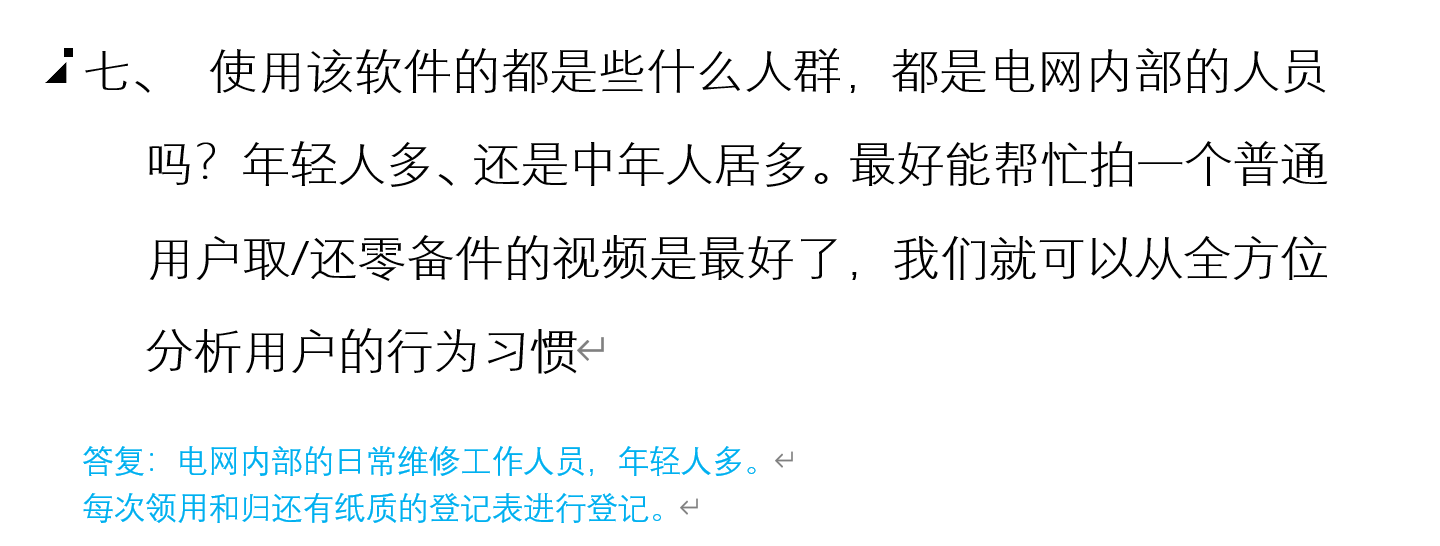 七、 使用该软件的都是些什么人群，都是电网内部的人员
吗？年轻人多、还是中年人居多。最好能帮忙拍一个普通
用户取/还零备件的视频是最好了，我们就可以从全方位
分析用户的行为习惯↵
答复：电网内部的日常维修工作人员，年轻人多。↵
每次领用和归还有纸质的登记表进行登记。↵